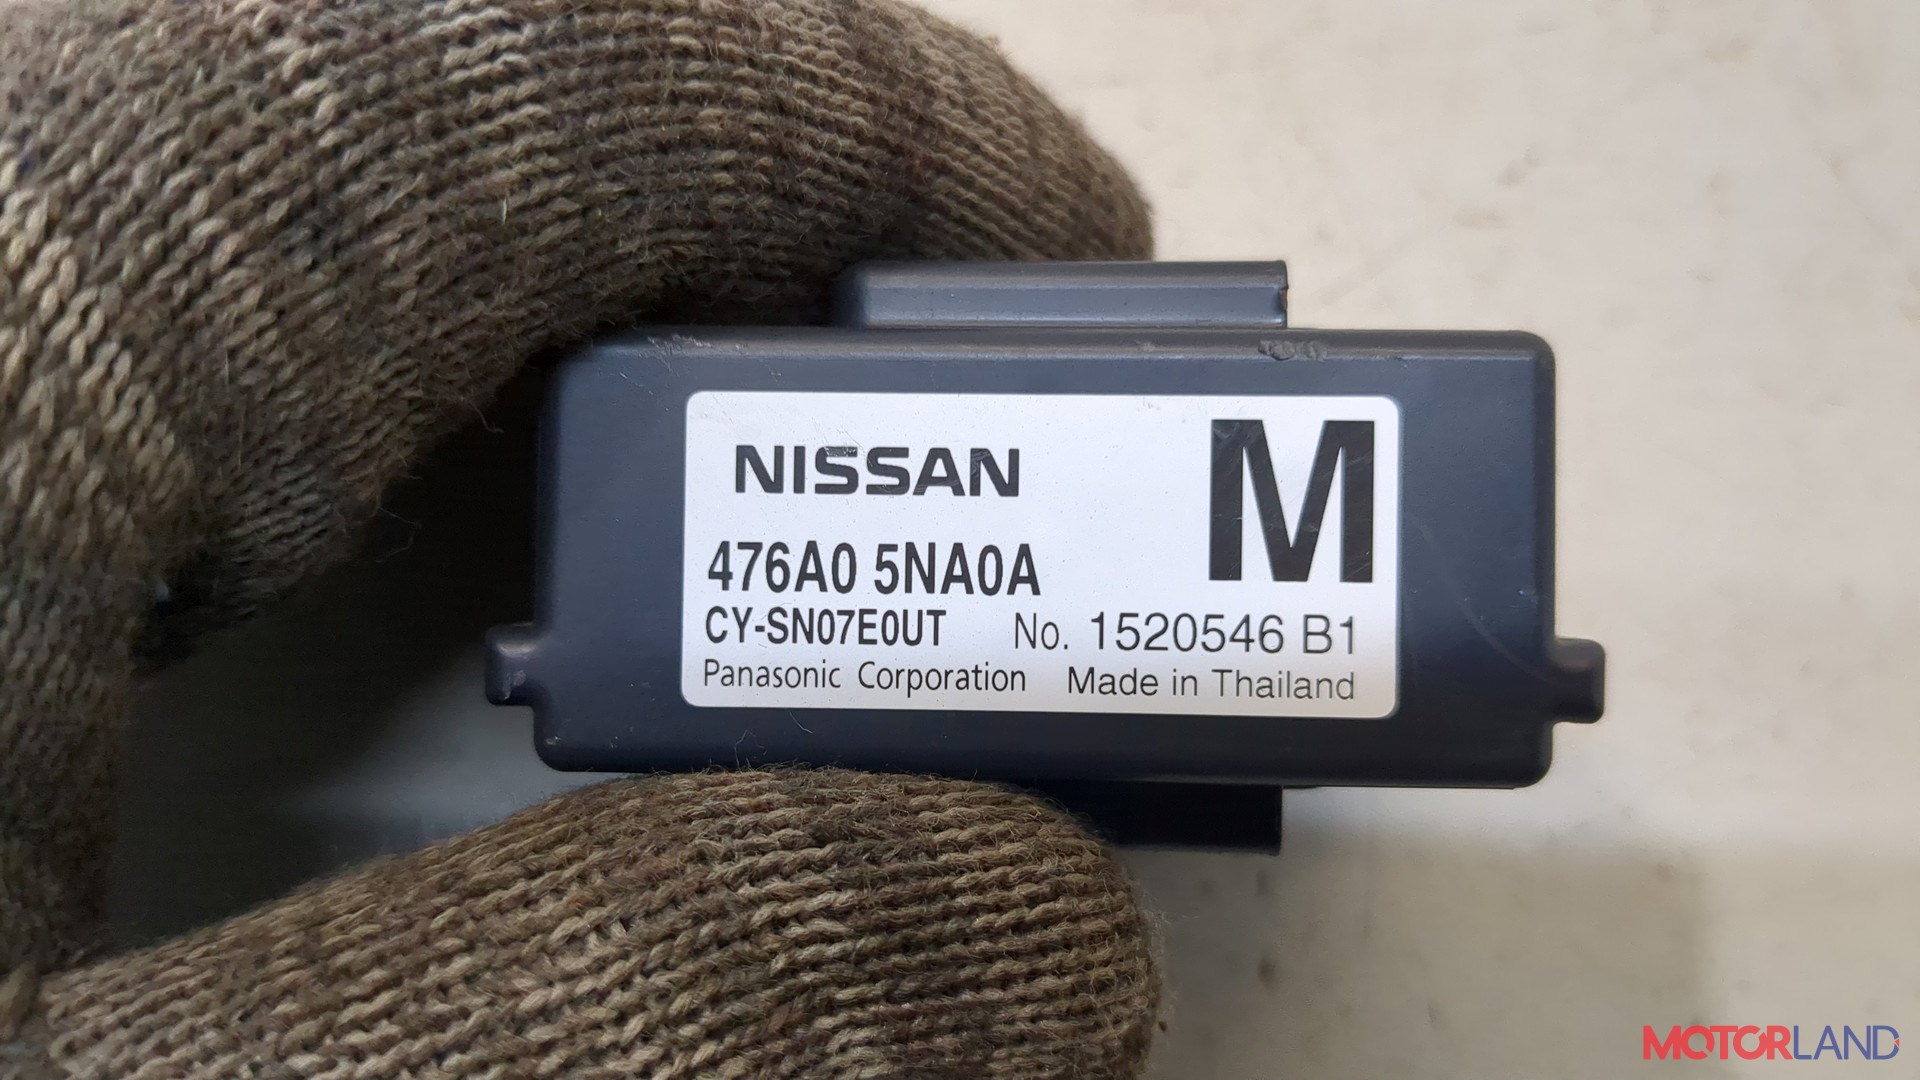 NISSAN
M
476A0 5NA0A
CY-SN07E0UT No. 1520546 B1
Panasonic Corporation Made in Thailand
MOTORLAND